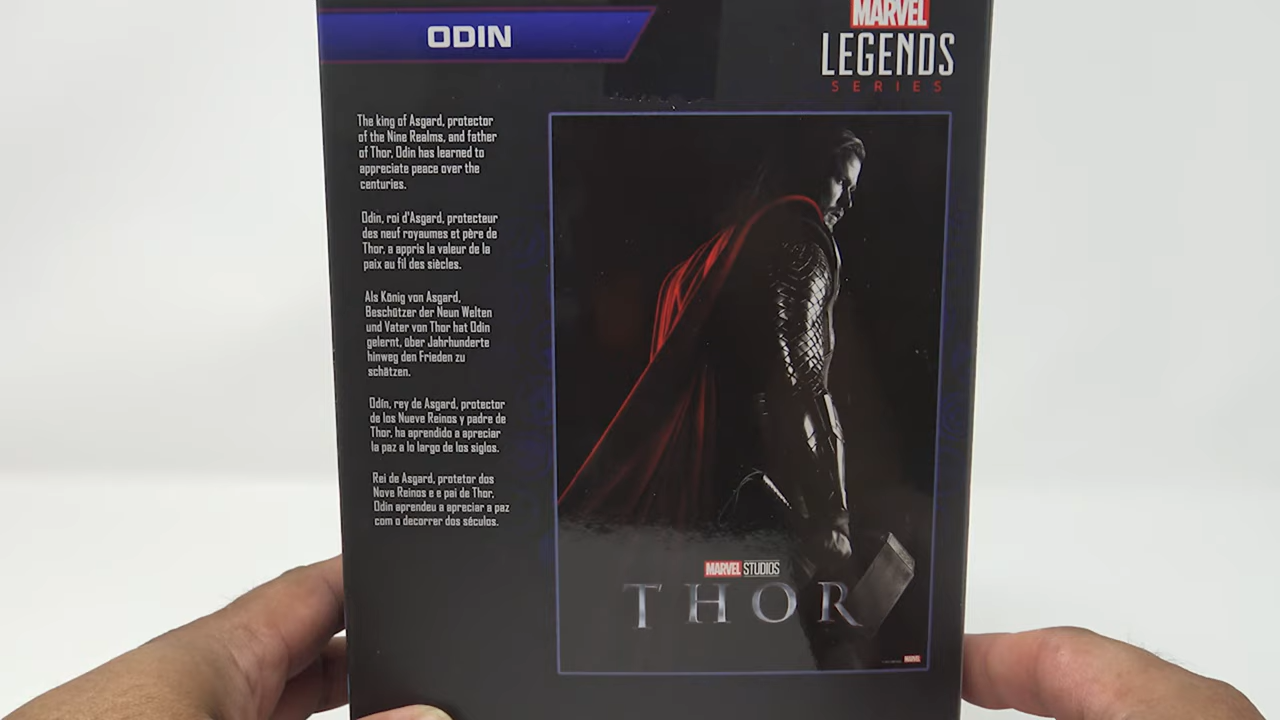 ODIN
MARVEL
LEGENDS
SERIES
The king of Asgard, protector
of the Nine Realms, and father
of Thor, Odin has learned to
appreciate peace over the
centuries.
Odin, roi d'Asgard, protecteur
des neuf royaumes et père de
Thor, a appris la valeur de la
paix au fil des siècles.
Als König von Asgard,
Beschützer der Neun Welten
und Vater von Thor hat Odin
gelernt, über Jahrhunderte
hinweg den Frieden zu
schätzen.
Odín, rey de Asgard, protector
de los Nueve Reinos y padre de
Thor, ha aprendido a apreciar
la paz a lo largo de los siglos.
Rei de Asgard, protetor dos
Nove Reinos e e pai de Thor,
Odin aprendeu a apreciar a paz
com o decorrer dos séculos.
MARVEL STUDIOS
THOR
MARVEL